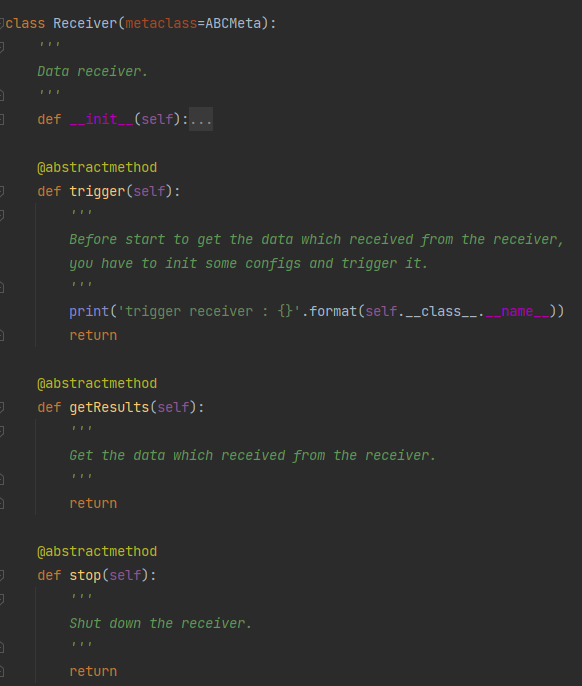 class Receiver(metaclass=ABCMeta):
    '''
    Data receiver.
    '''
    def __init__(self):...
    @abstractmethod
    def trigger(self):
        '''
        Before start to get the data which received from the receiver,
        you have to init some configs and trigger it.
        '''
        print('trigger receiver : {}'.format(self.__class__.__name__))
        return
    @abstractmethod
    def getResults(self):
        '''
        Get the data which received from the receiver.
        '''
        return
    @abstractmethod
    def stop(self):
        '''
        Shut down the receiver.
        '''
        return